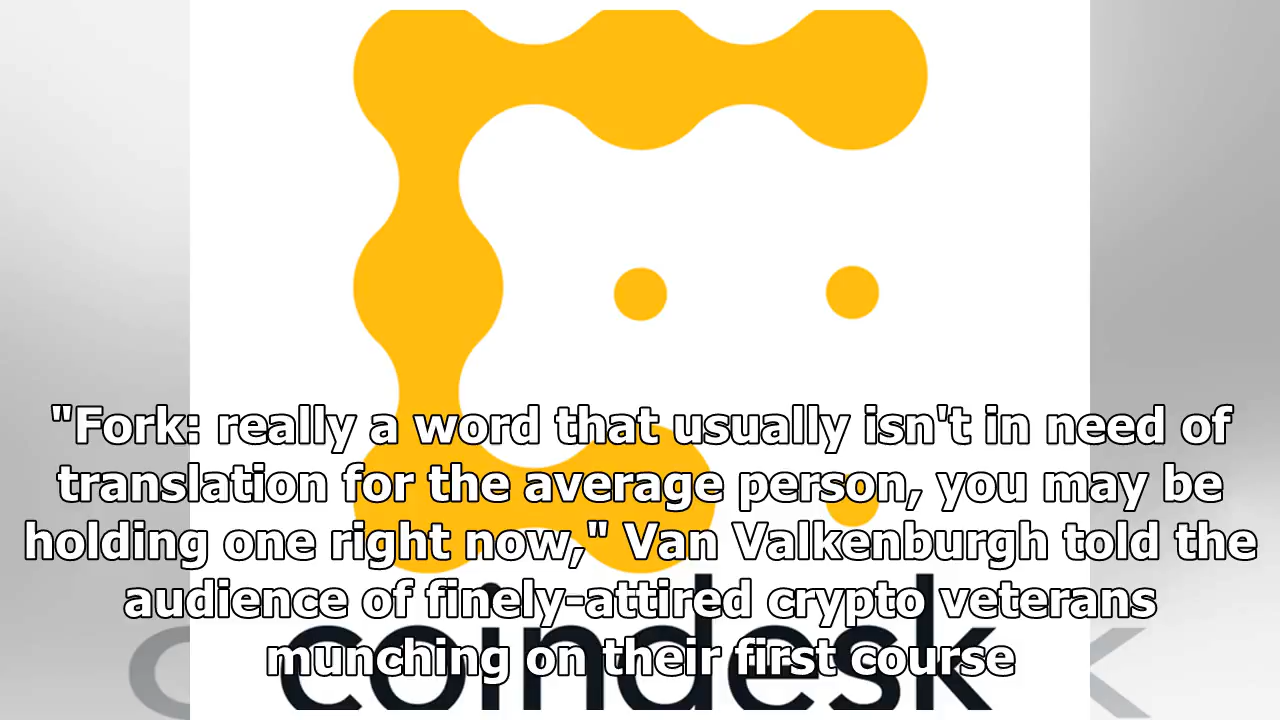 "Fork: really a word that usually isn't in need of
translation for the average person, you may be
holding one right now," Van Valkenburgh told the
audience of finely-attired crypto veterans
munching on their first course
coindesk